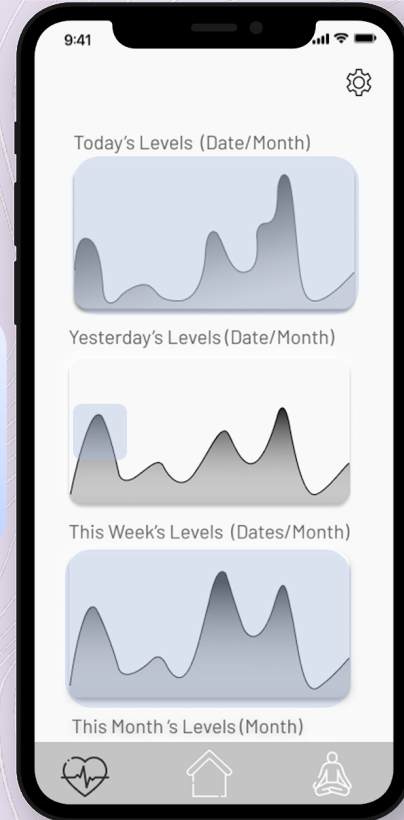 9:41
Today's Levels (Date/Month)
Yesterday's Levels (Date/Month)
This Week's Levels (Dates/Month)
This Month's Levels (Month)